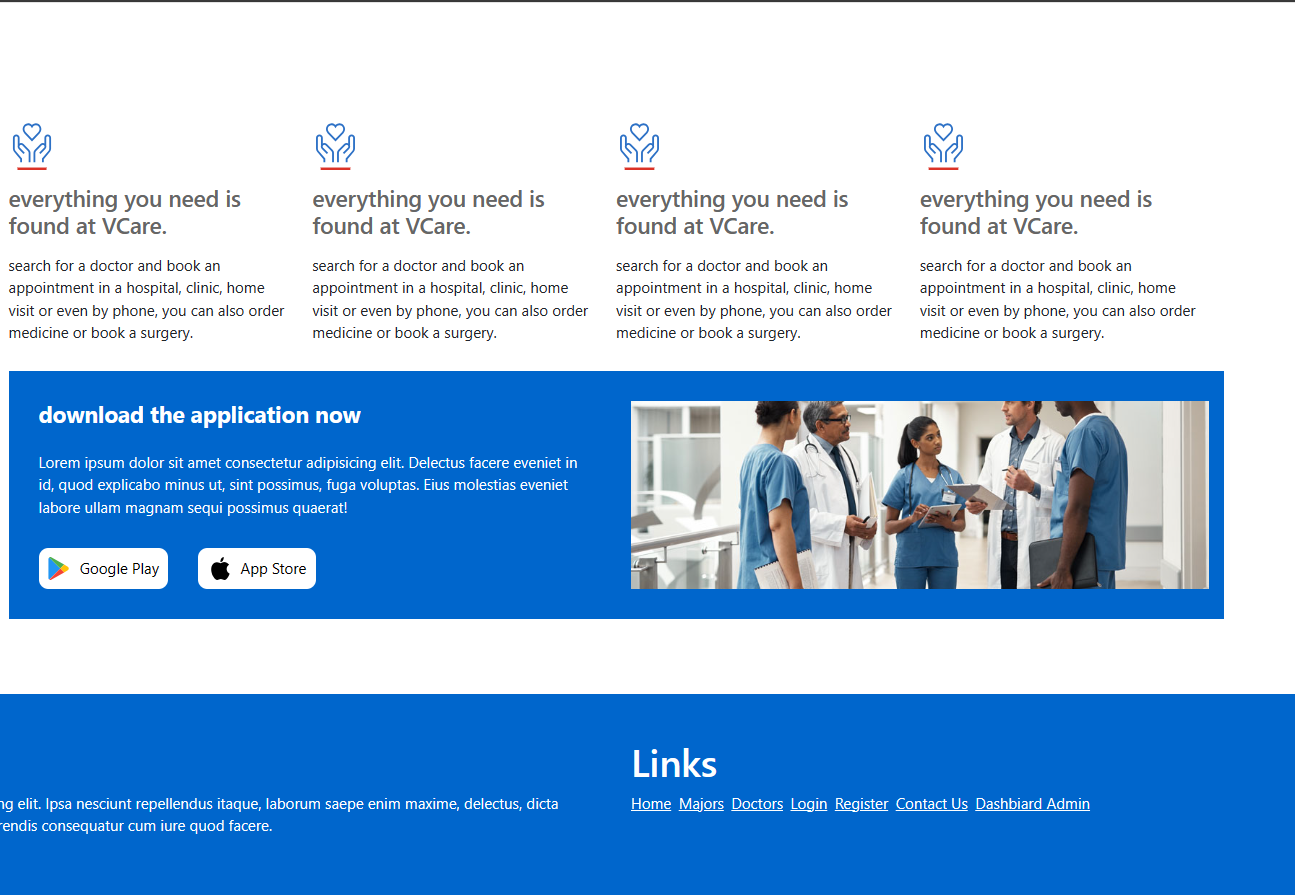 everything you need is
found at VCare.
search for a doctor and book an
appointment in a hospital, clinic, home
visit or even by phone, you can also order
medicine or book a surgery.
everything you need is
found at VCare.
search for a doctor and book an
appointment in a hospital, clinic, home
visit or even by phone, you can also order
medicine or book a surgery.
everything you need is
found at VCare.
search for a doctor and book an
appointment in a hospital, clinic, home
visit or even by phone, you can also order
medicine or book a surgery.
everything you need is
found at VCare.
search for a doctor and book an
appointment in a hospital, clinic, home
visit or even by phone, you can also order
medicine or book a surgery.
download the application now
Lorem ipsum dolor sit amet consectetur adipisicing elit. Delectus facere eveniet in
id, quod explicabo minus ut, sint possimus, fuga voluptas. Eius molestias eveniet
labore ullam magnam sequi possimus quaerat!
Google Play
App Store
ng elit. Ipsa nesciunt repellendus itaque, laborum saepe enim maxime, delectus, dicta
rendis consequatur cum iure quod facere.
Links
Home Majors Doctors Login Register Contact Us Dashbiard Admin